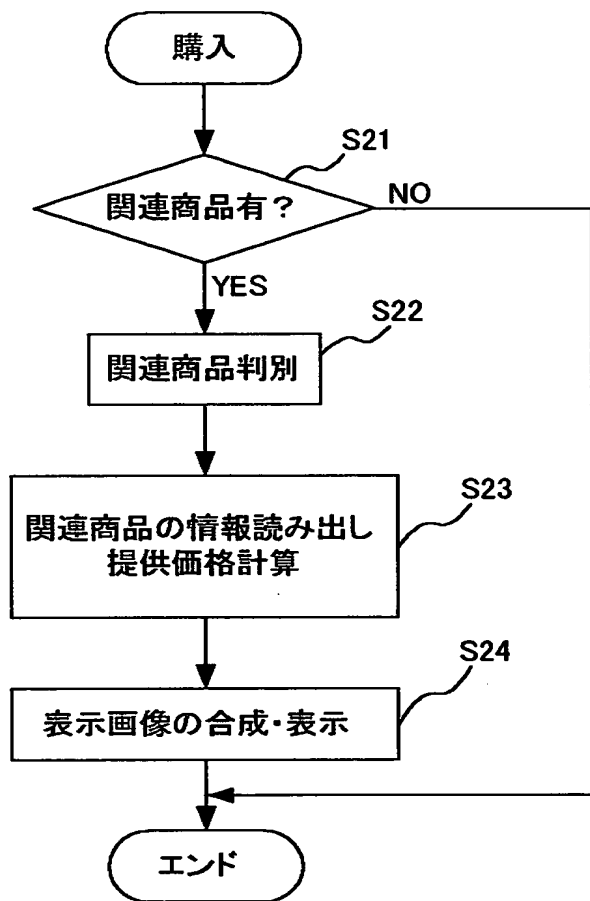 購入
S21
関連商品有？
NO
YES
S22
関連商品判別
S23
関連商品の情報読み出し
提供価格計算
S24
表示画像の合成・表示
エンド